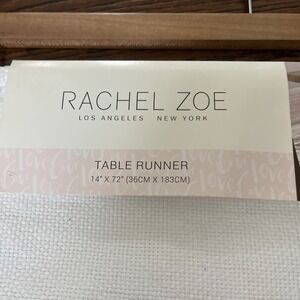 RACHEL ZOE
LOS ANGELES NEW YORK
TABLE RUNNER
14" X 72" (36CM X 183CM)